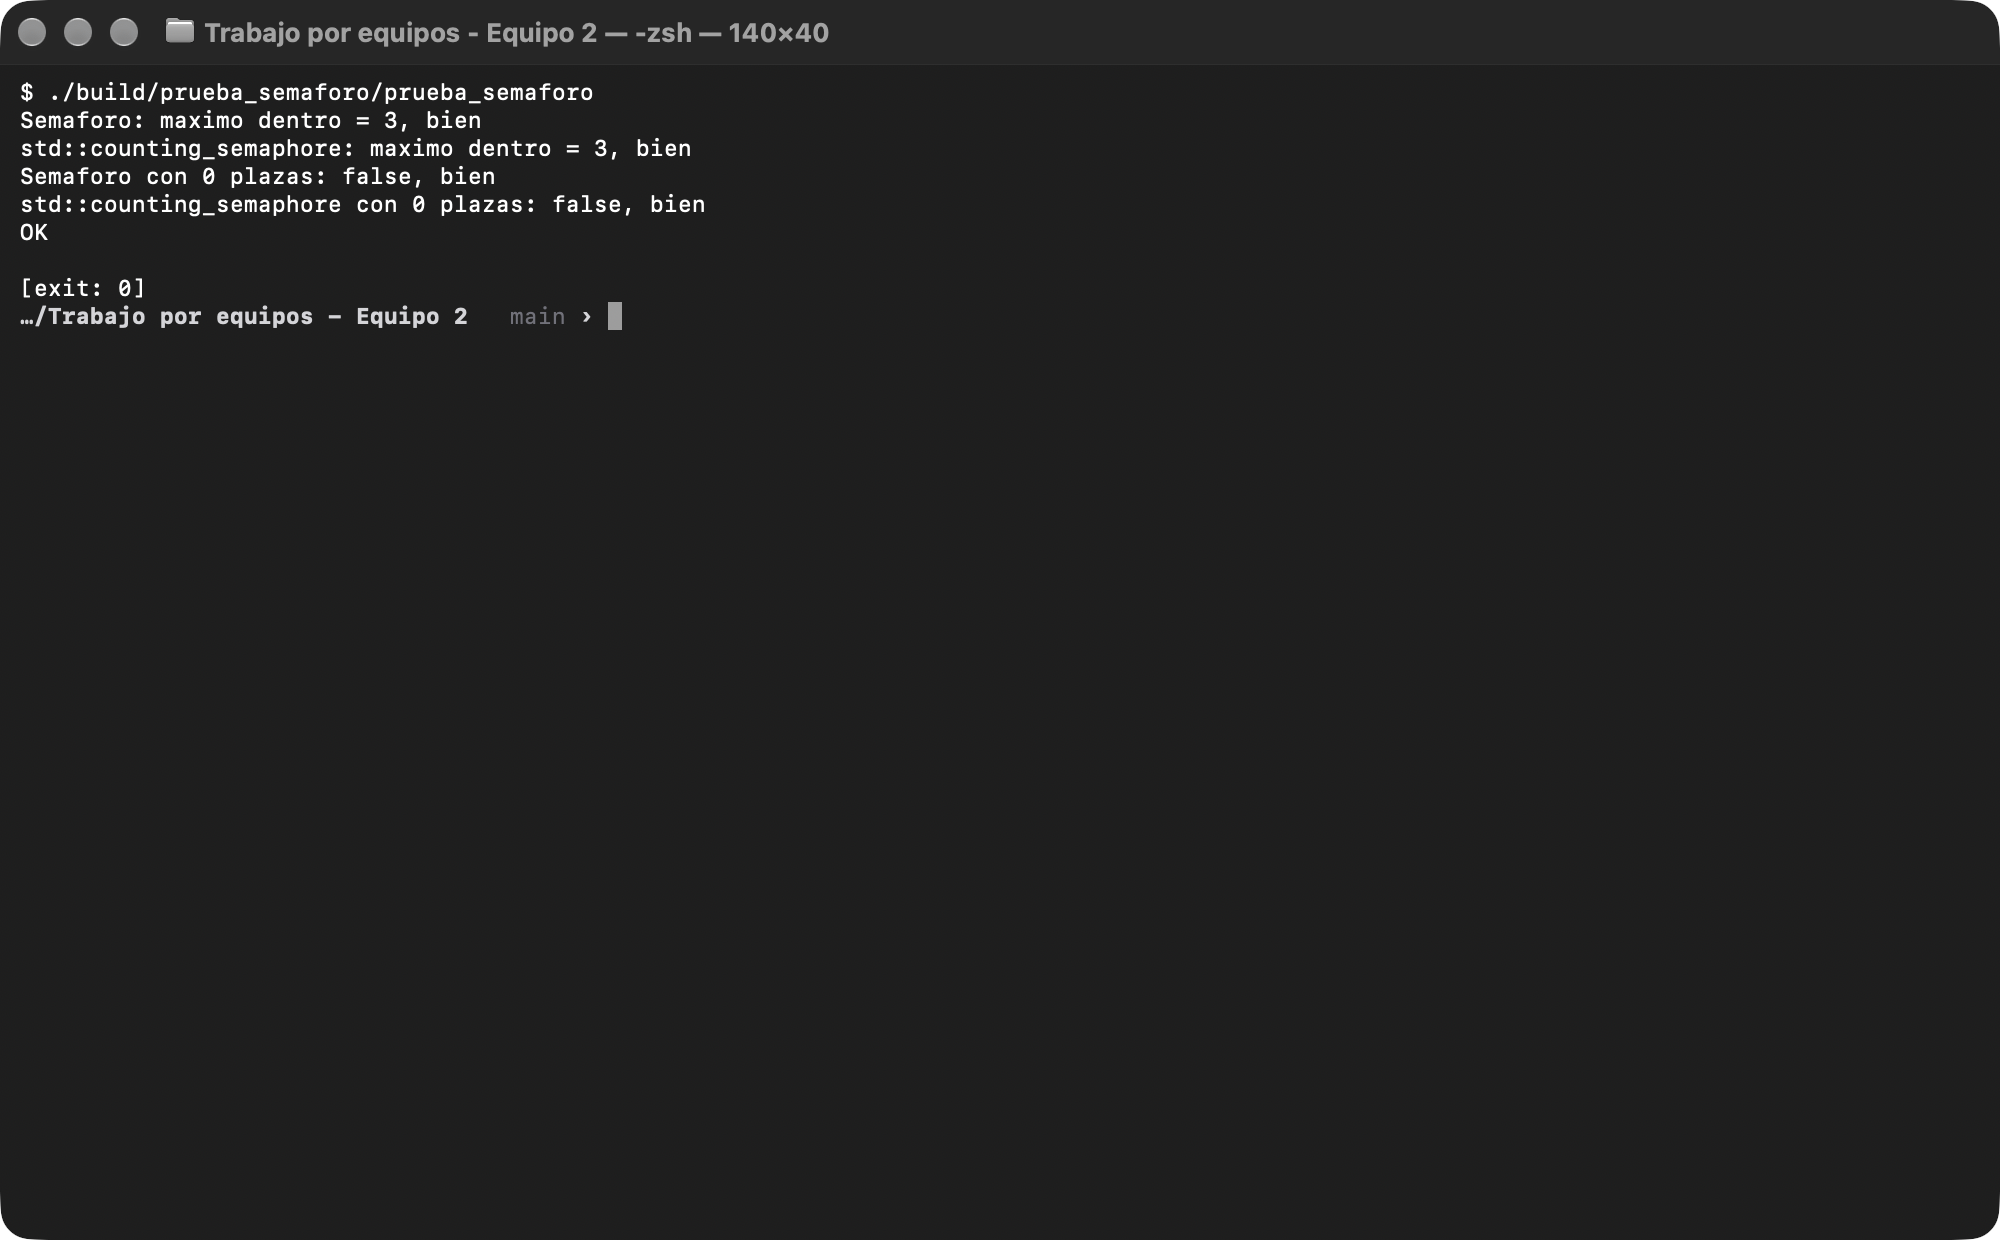 Trabajo por equipos - Equipo 2 — -zsh — 140×40
$ ./build/prueba_semaforo/prueba_semaforo
Semaforo: maximo dentro = 3, bien
std::counting_semaphore: maximo dentro = 3, bien
Semaforo con 0 plazas: false, bien
std::counting_semaphore con 0 plazas: false, bien
OK
[exit: 0]
…/Trabajo por equipos – Equipo 2   main ›